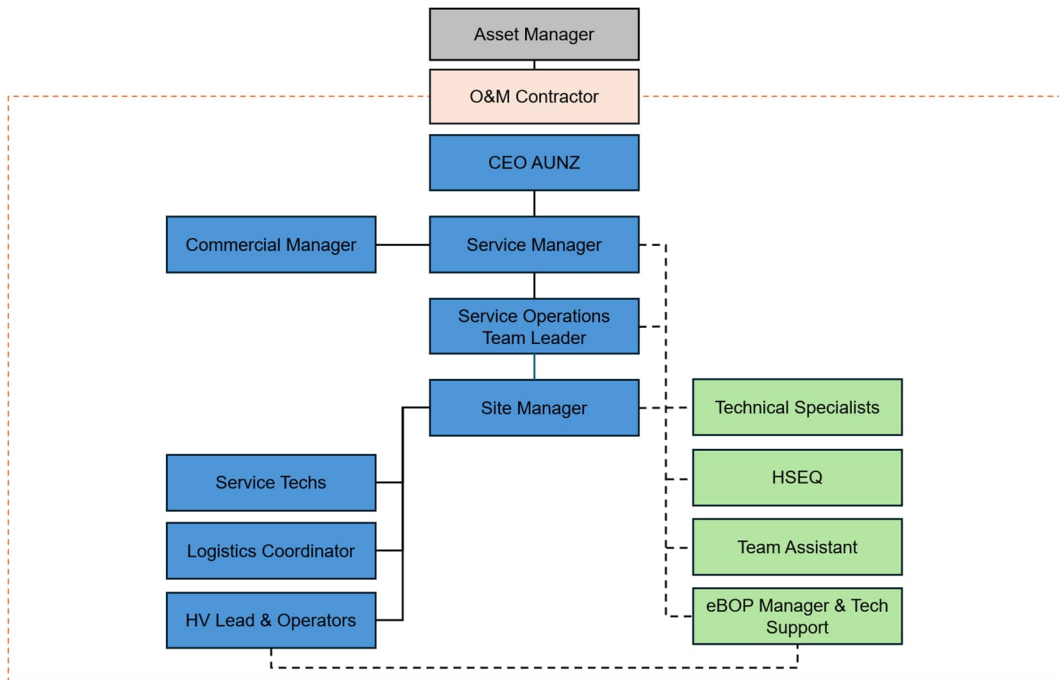 Asset Manager
O&M Contractor
CEO AUNZ
Commercial Manager
Service Manager
Service Operations
Team Leader
Site Manager
Technical Specialists
Service Techs
HSEQ
Logistics Coordinator
Team Assistant
HV Lead & Operators
eBOP Manager & Tech
Support